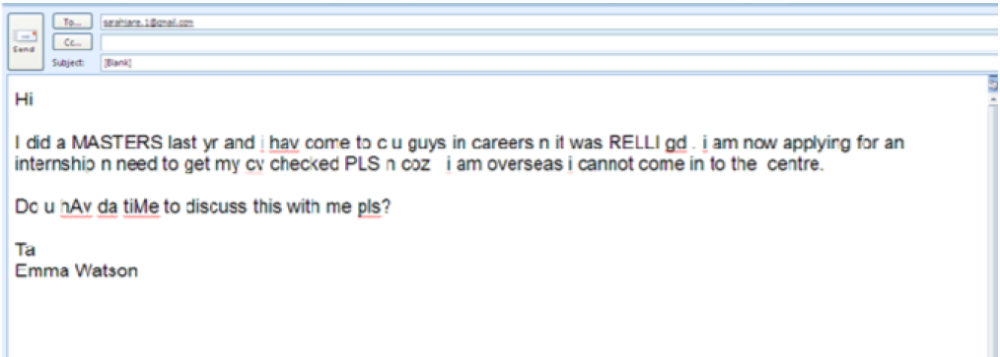 To...
sarahjane.1@gmail.com
Send
Cc...
Subject:
[Blank]
Hi
I did a MASTERS last yr and i hav come to c u guys in careers n it was RELLI gd . i am now applying for an
internship n need to get my cv checked PLS n coz i am overseas i cannot come in to the centre.
Do u hAv da tiMe to discuss this with me pls?
Ta
Emma Watson